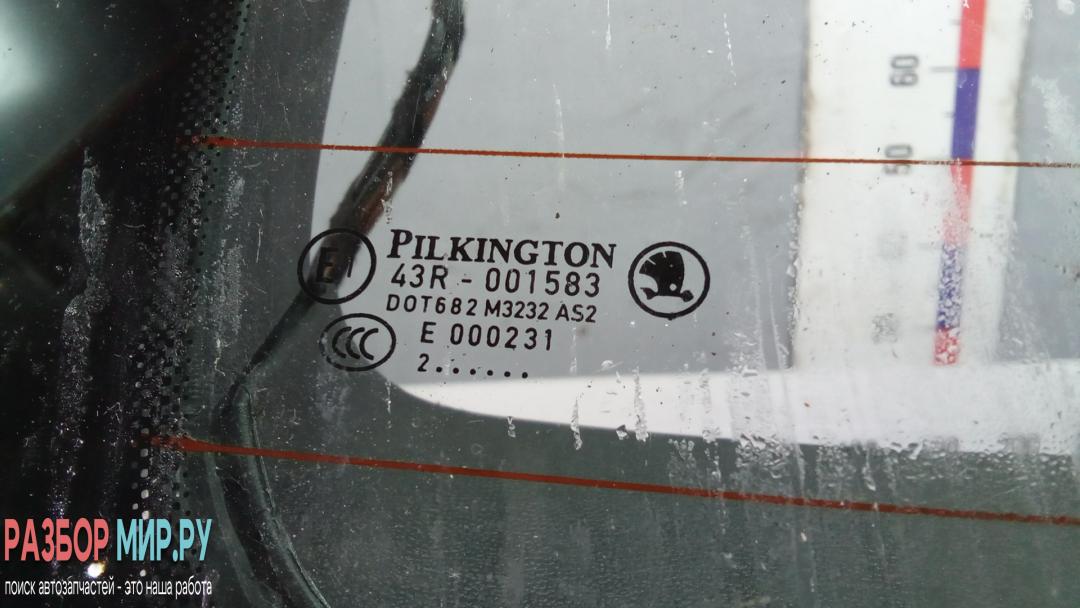 60
50
PILKINGTON
E1
43R - 001583
DOT682 M3232 AS2
CCC
E 000231
2......
РАЗБОР МИР.РУ
поиск автозапчастей - это наша работа